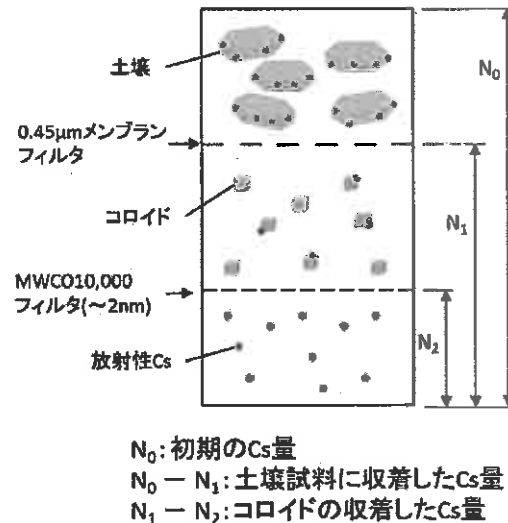 土壌
N₀
0.45μmメンブラン
フィルタ
コロイド
N₁
MWCO10,000
フィルタ(～2nm)
N₂
放射性Cs
N₀：初期のCs量
N₀ － N₁：土壌試料に収着したCs量
N₁ － N₂：コロイドの収着したCs量